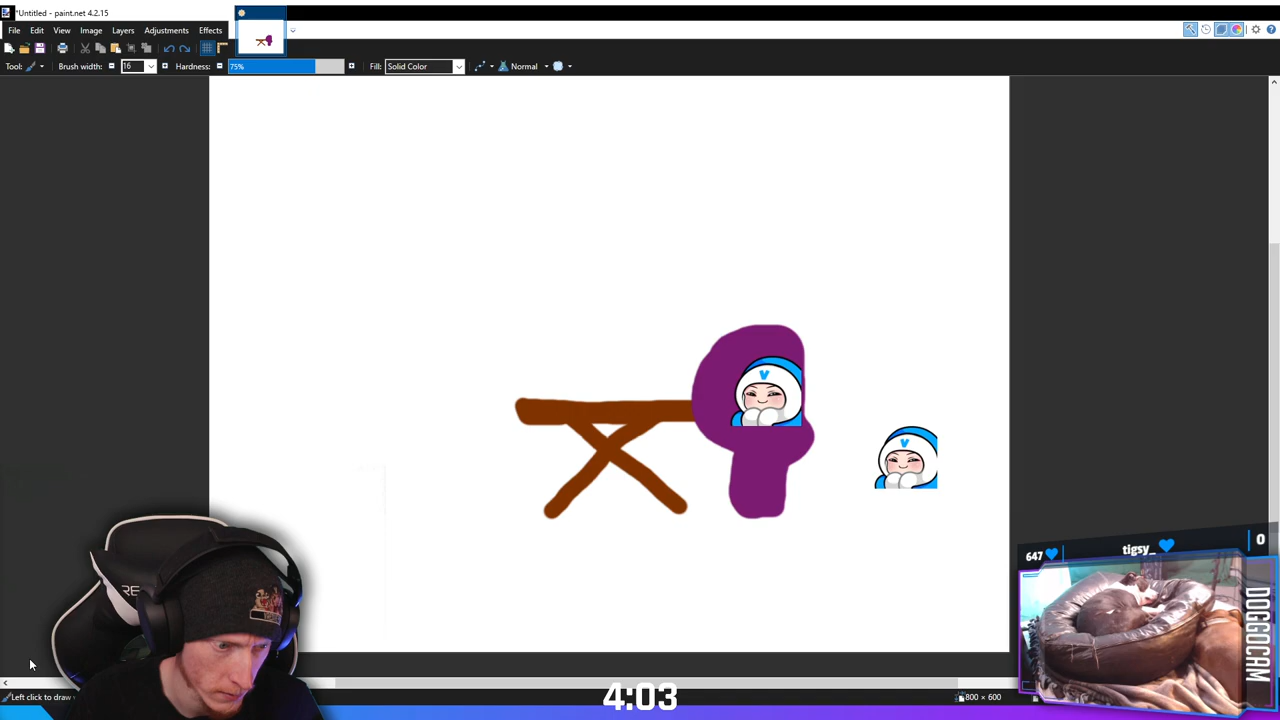 *Untitled - paint.net 4.2.15
File Edit View Image Layers Adjustments Effects
Tool: Brush width: 16 Hardness: 75% Fill: Solid Color Normal
V
V
RE
647 tigsy_ 0
DOGGOCAM
Left click to draw
4:03
800 × 600